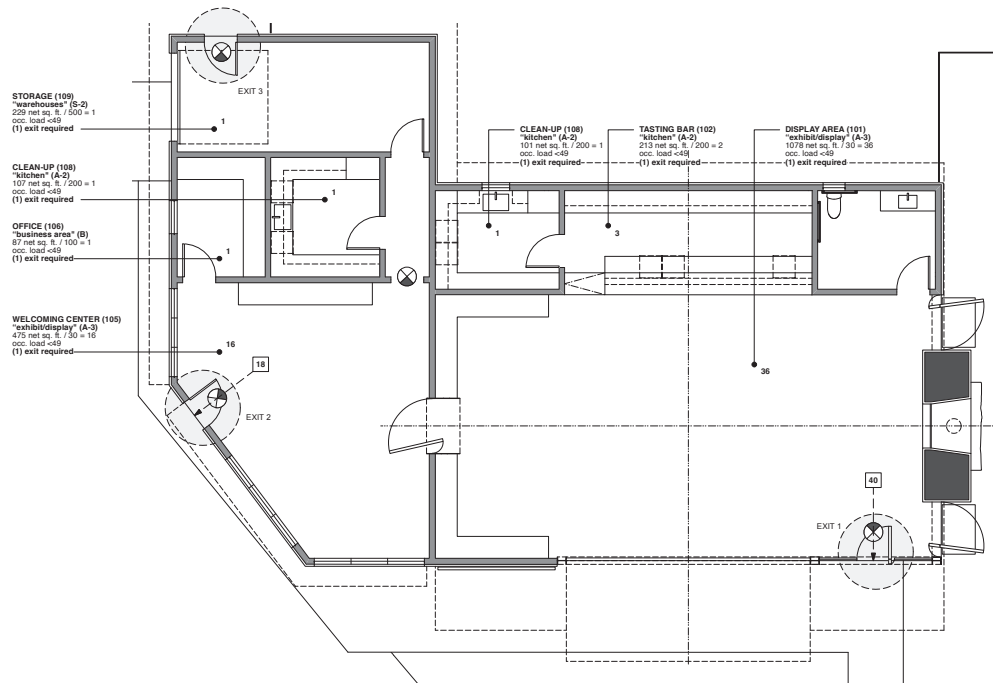 EXIT 3
STORAGE (109)
"warehouses" (S-2)
229 net sq. ft. / 500 = 1
occ. load <49
(1) exit required
1
CLEAN-UP (108)
"kitchen" (A-2)
101 net sq. ft. / 200 = 1
occ. load <49
(1) exit required
TASTING BAR (102)
"kitchen" (A-2)
213 net sq. ft. / 200 = 2
occ. load <49
(1) exit required
DISPLAY AREA (101)
"exhibit/display" (A-3)
1078 net sq. ft. / 30 = 36
occ. load <49
(1) exit required
CLEAN-UP (108)
"kitchen" (A-2)
107 net sq. ft. / 200 = 1
occ. load <49
(1) exit required
1
OFFICE (106)
"business area" (B)
87 net sq. ft. / 100 = 1
occ. load <49
(1) exit required
1
1
3
WELCOMING CENTER (105)
"exhibit/display" (A-3)
475 net sq. ft. / 30 = 16
occ. load <49
(1) exit required
16
18
36
EXIT 2
40
EXIT 1